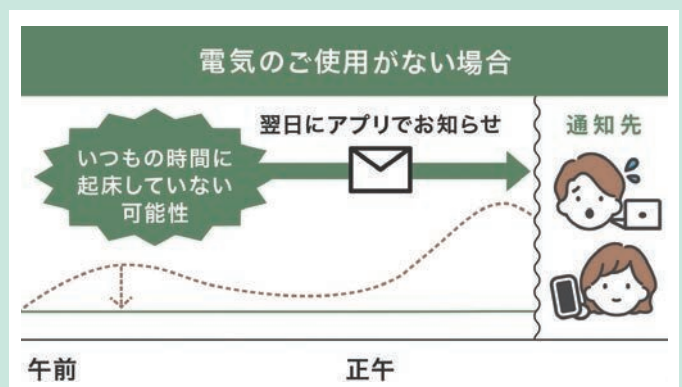 電気のご使用がない場合
翌日にアプリでお知らせ
通知先
いつもの時間に
起床していない
可能性
午前
正午